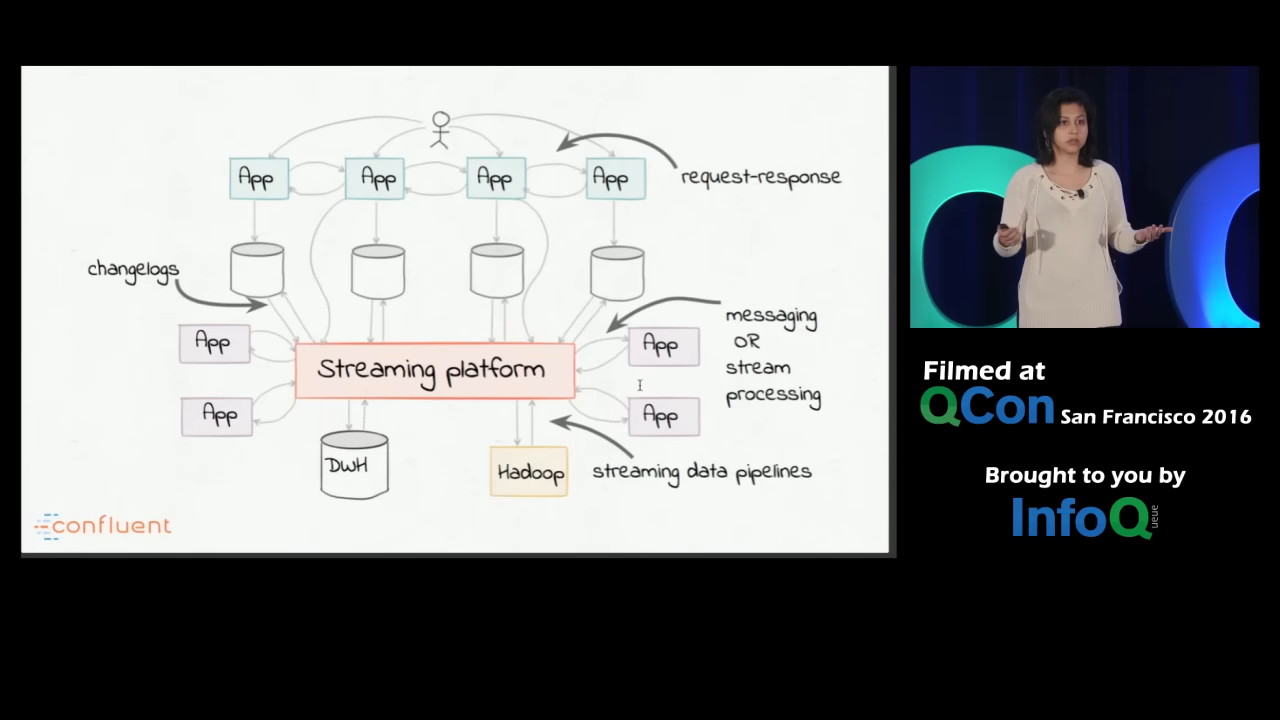 App
App
App
App
request-response
changelogs
messaging
OR
stream
processing
App
App
Streaming platform
App
App
DWH
Hadoop
streaming data pipelines
confluent
Filmed at
QCon San Francisco 2016
Brought to you by
InfoQ
ueue